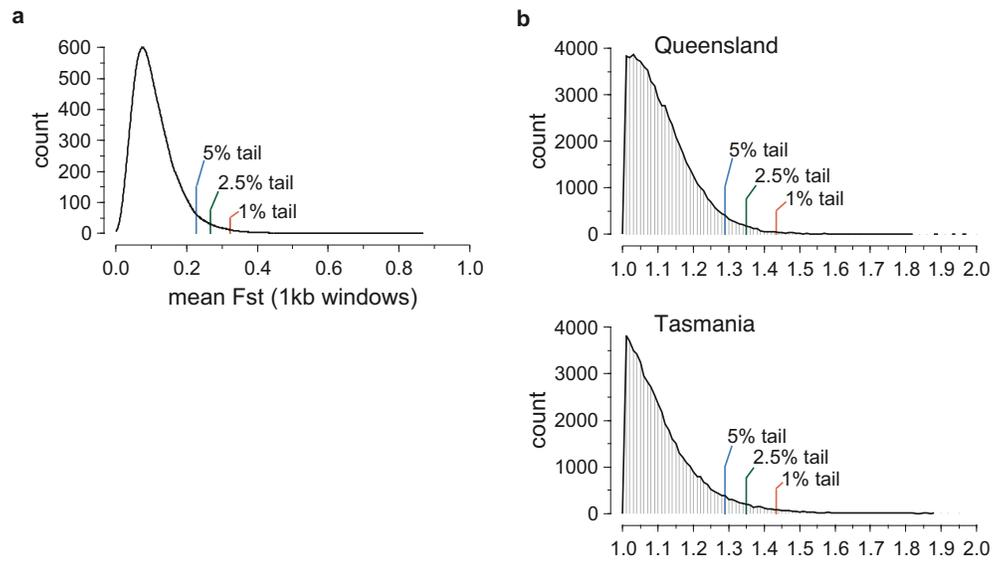 a
600
500
400
300
200
100
0
count
5% tail
2.5% tail
1% tail
0.0 0.2 0.4 0.6 0.8 1.0
mean Fst (1kb windows)
b
Queensland
4000
3000
2000
1000
0
count
5% tail
2.5% tail
1% tail
1.0 1.1 1.2 1.3 1.4 1.5 1.6 1.7 1.8 1.9 2.0
Tasmania
4000
3000
2000
1000
0
count
5% tail
2.5% tail
1% tail
1.0 1.1 1.2 1.3 1.4 1.5 1.6 1.7 1.8 1.9 2.0